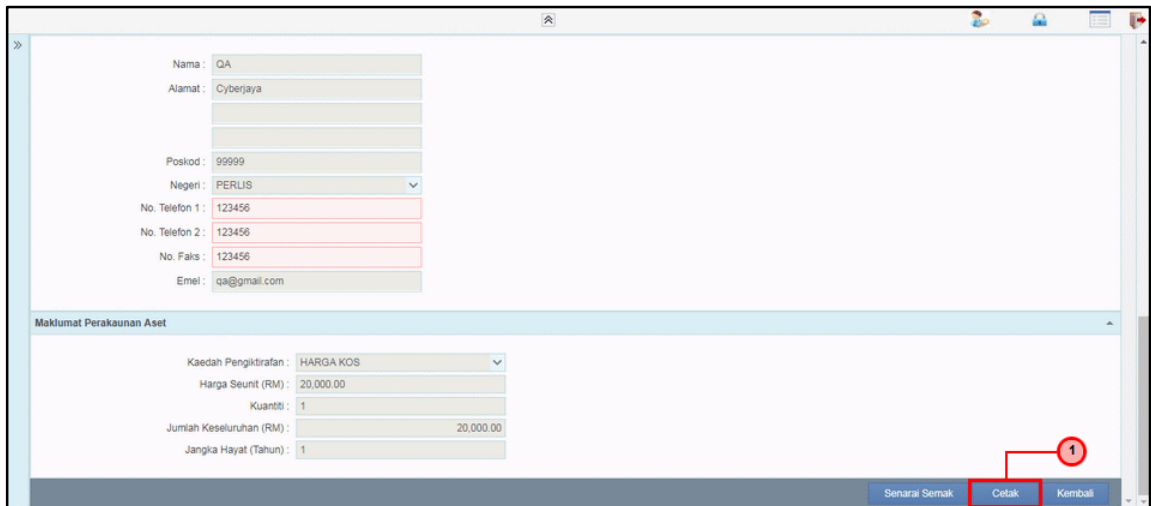 Nama : QA
Alamat : Cyberjaya
Poskod : 99999
Negeri : PERLIS
No. Telefon 1 : 123456
No. Telefon 2 : 123456
No. Faks : 123456
Emel : qa@gmail.com
Maklumat Perakaunan Aset
Kaedah Pengiktirafan : HARGA KOS
Harga Seunit (RM) : 20,000.00
Kuantiti : 1
Jumlah Keseluruhan (RM) : 20,000.00
Jangka Hayat (Tahun) : 1
1
Senarai Semak Cetak Kembali